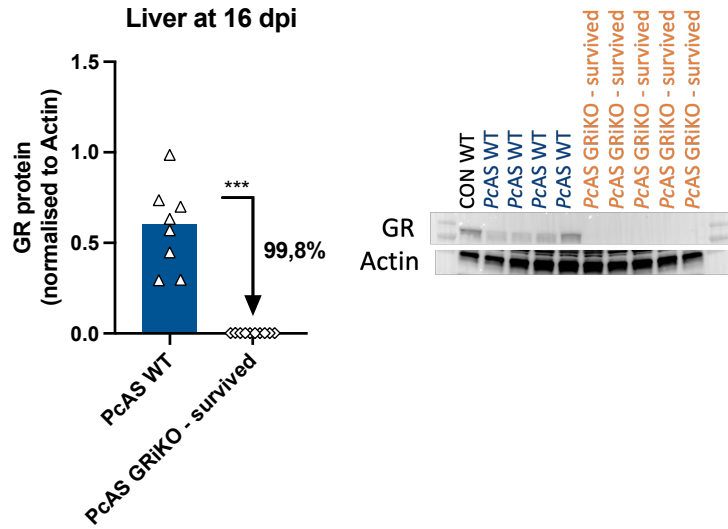 Liver at 16 dpi
GR protein
(normalised to Actin)
1.5
1.0
0.5
0.0
***
99,8%
PcAS WT
PcAS GRiKO - survived
CON WT
PcAS WT
PcAS WT
PcAS WT
PcAS WT
PcAS GRiKO - survived
PcAS GRiKO - survived
PcAS GRiKO - survived
PcAS GRiKO - survived
PcAS GRiKO - survived
GR
Actin